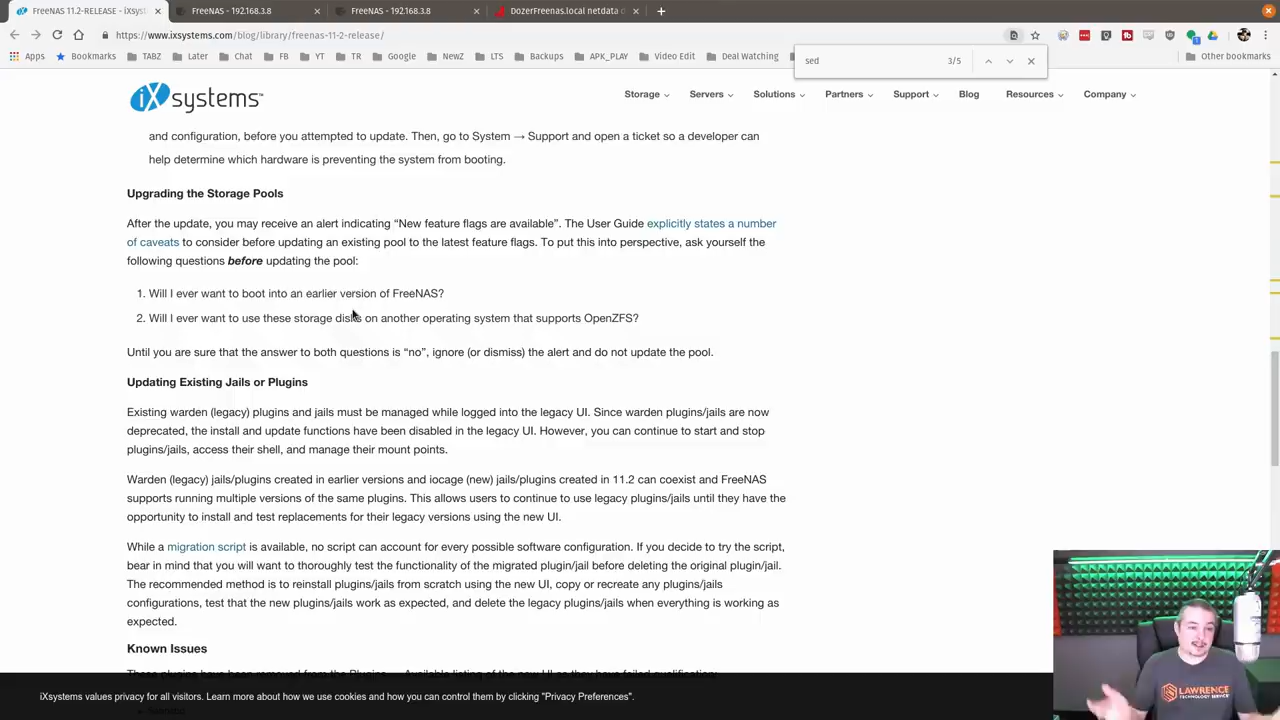 FreeNAS 11.2-RELEASE - iXsyst
FreeNAS - 192.168.3.8
FreeNAS - 192.168.3.8
DozerFreenas.local netdata d
https://www.ixsystems.com/blog/library/freenas-11-2-release/
Apps Bookmarks TABZ Later Chat FB YT TR Google NewZ LTS Backups APK_PLAY Video Edit Deal Watching Other bookmarks
sed 3/5
iXsystems
Storage Servers Solutions Partners Support Blog Resources Company
and configuration, before you attempted to update. Then, go to System → Support and open a ticket so a developer can
help determine which hardware is preventing the system from booting.
Upgrading the Storage Pools
After the update, you may receive an alert indicating “New feature flags are available”. The User Guide explicitly states a number
of caveats to consider before updating an existing pool to the latest feature flags. To put this into perspective, ask yourself the
following questions before updating the pool:
1. Will I ever want to boot into an earlier version of FreeNAS?
2. Will I ever want to use these storage disks on another operating system that supports OpenZFS?
Until you are sure that the answer to both questions is “no”, ignore (or dismiss) the alert and do not update the pool.
Updating Existing Jails or Plugins
Existing warden (legacy) plugins and jails must be managed while logged into the legacy UI. Since warden plugins/jails are now
deprecated, the install and update functions have been disabled in the legacy UI. However, you can continue to start and stop
plugins/jails, access their shell, and manage their mount points.
Warden (legacy) jails/plugins created in earlier versions and iocage (new) jails/plugins created in 11.2 can coexist and FreeNAS
supports running multiple versions of the same plugins. This allows users to continue to use legacy plugins/jails until they have the
opportunity to install and test replacements for their legacy versions using the new UI.
While a migration script is available, no script can account for every possible software configuration. If you decide to try the script,
bear in mind that you will want to thoroughly test the functionality of the migrated plugin/jail before deleting the original plugin/jail.
The recommended method is to reinstall plugins/jails from scratch using the new UI, copy or recreate any plugins/jails
configurations, test that the new plugins/jails work as expected, and delete the legacy plugins/jails when everything is working as
expected.
Known Issues
These plugins have been removed from the Plugins → Available listing of the new UI as they have failed qualification:
iXsystems values privacy for all visitors. Learn more about how we use cookies and how you can control them by clicking "Privacy Preferences".
LAWRENCE
TECHNOLOGY SERVICES